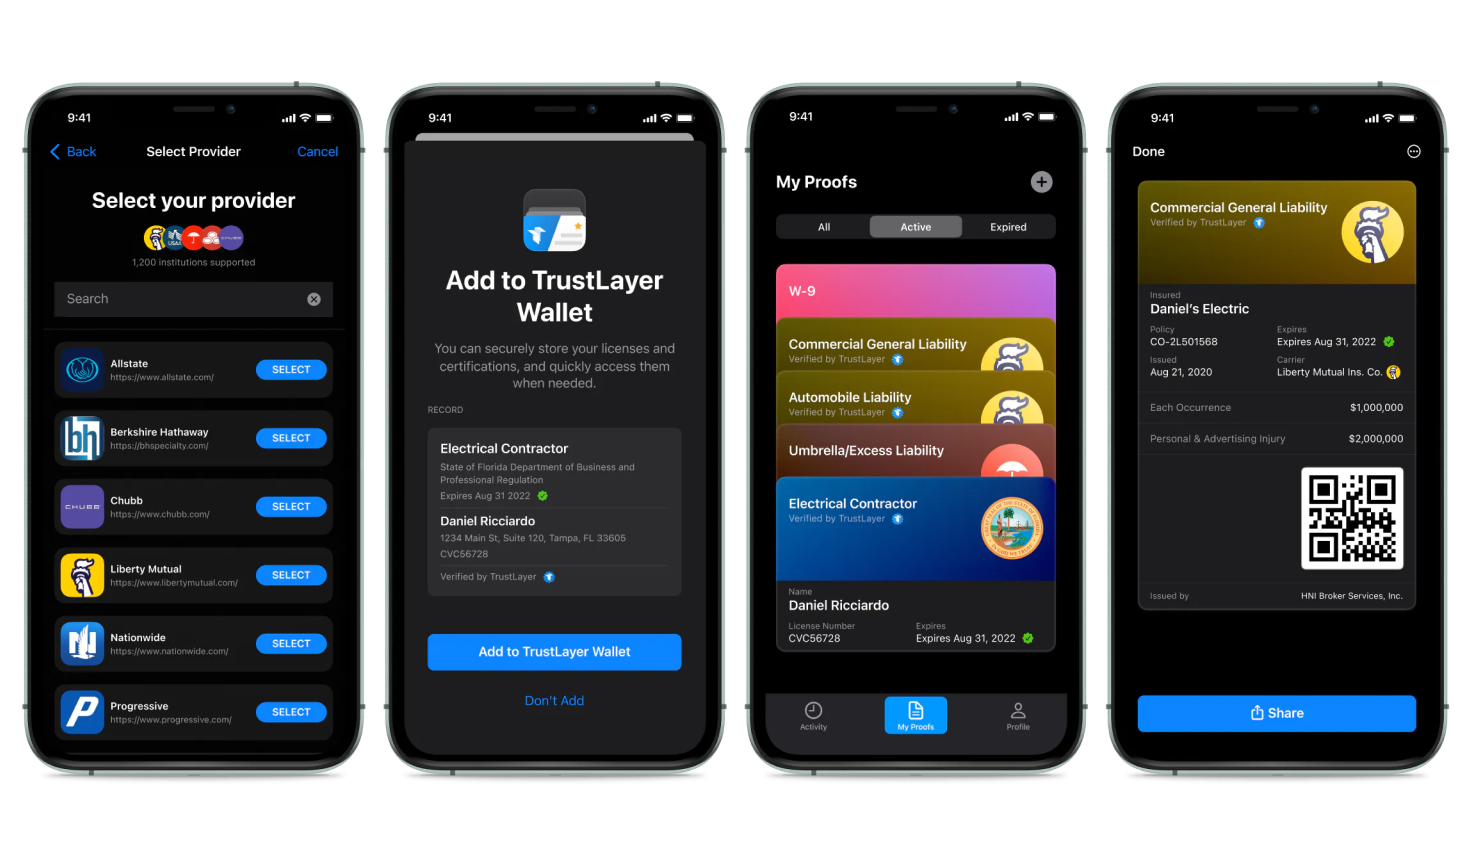 9:41
Back
Select Provider
Cancel
Select your provider
USAA
CHUBB
1,200 institutions supported
Search
Allstate
https://www.allstate.com/
SELECT
bh
Berkshire Hathaway
https://bhspecialty.com/
SELECT
CHUBB
Chubb
https://www.chubb.com/
SELECT
Liberty Mutual
https://www.libertymutual.com/
SELECT
N
Nationwide
https://www.nationwide.com/
SELECT
P
Progressive
https://www.progressive.com/
SELECT
9:41
Add to TrustLayer
Wallet
You can securely store your licenses and
certifications, and quickly access them
when needed.
RECORD
Electrical Contractor
State of Florida Department of Business and
Professional Regulation
Expires Aug 31 2022
Daniel Ricciardo
1234 Main St, Suite 120, Tampa, FL 33605
CVC56728
Verified by TrustLayer
Add to TrustLayer Wallet
Don't Add
9:41
My Proofs
All
Active
Expired
W-9
Commercial General Liability
Verified by TrustLayer
Automobile Liability
Verified by TrustLayer
Umbrella/Excess Liability
Electrical Contractor
Verified by TrustLayer
Name
Daniel Ricciardo
License Number
Expires
CVC56728
Expires Aug 31, 2022
Activity
My Proofs
Profile
9:41
Done
Commercial General Liability
Verified by TrustLayer
Insured
Daniel's Electric
Policy
Expires
CO-2L501568
Expires Aug 31, 2022
Issued
Carrier
Aug 21, 2020
Liberty Mutual Ins. Co.
Each Occurrence
$1,000,000
Personal & Advertising Injury
$2,000,000
Issued by
HNI Broker Services, Inc.
Share